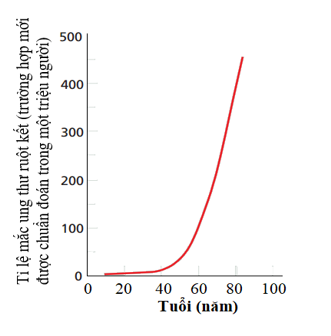 Tỉ lệ mắc ung thư ruột kết (trường hợp mới
được chuẩn đoán trong một triệu người)
500
400
300
200
100
0
0 20 40 60 80 100
Tuổi (năm)